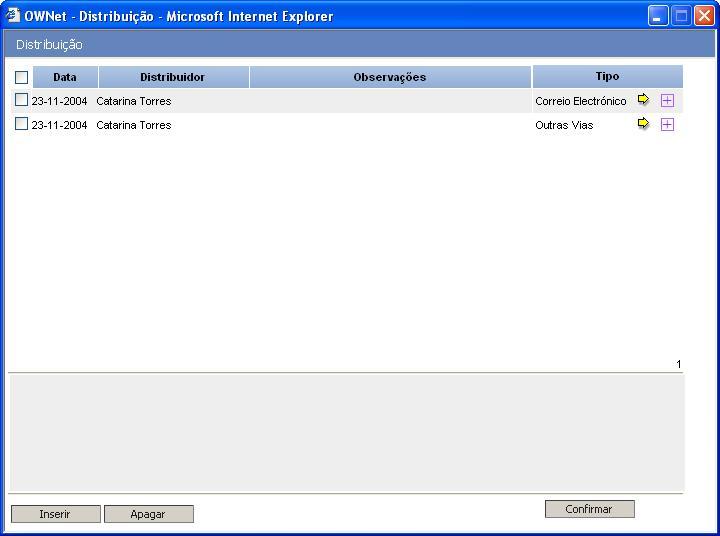 OWNet - Distribuição - Microsoft Internet Explorer
Distribuição
Data Distribuidor Observações Tipo
23-11-2004 Catarina Torres Correio Electrónico
23-11-2004 Catarina Torres Outras Vias
1
Inserir Apagar Confirmar